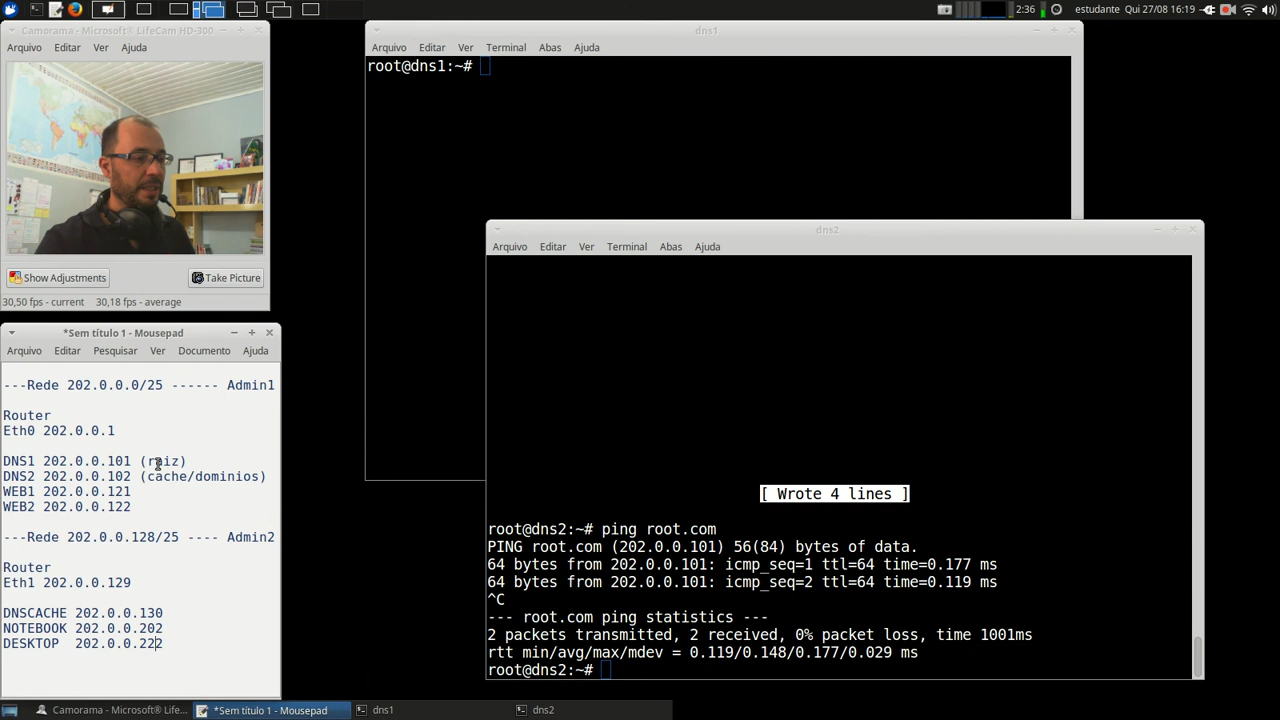 2:36
estudante Qui 27/08 16:19
Camorama - Microsoft® LifeCam HD-300
Arquivo Editar Ver Ajuda
Show Adjustments
Take Picture
30,50 fps - current 30,18 fps - average
dns1
Arquivo Editar Ver Terminal Abas Ajuda
root@dns1:~#
*Sem título 1 - Mousepad
Arquivo Editar Pesquisar Ver Documento Ajuda
---Rede 202.0.0.0/25 ------ Admin1
Router
Eth0 202.0.0.1
DNS1 202.0.0.101 (raiz)
DNS2 202.0.0.102 (cache/dominios)
WEB1 202.0.0.121
WEB2 202.0.0.122
---Rede 202.0.0.128/25 ---- Admin2
Router
Eth1 202.0.0.129
DNSCACHE 202.0.0.130
NOTEBOOK 202.0.0.202
DESKTOP  202.0.0.222
dns2
Arquivo Editar Ver Terminal Abas Ajuda
[ Wrote 4 lines ]
root@dns2:~# ping root.com
PING root.com (202.0.0.101) 56(84) bytes of data.
64 bytes from 202.0.0.101: icmp_seq=1 ttl=64 time=0.177 ms
64 bytes from 202.0.0.101: icmp_seq=2 ttl=64 time=0.119 ms
^C
--- root.com ping statistics ---
2 packets transmitted, 2 received, 0% packet loss, time 1001ms
rtt min/avg/max/mdev = 0.119/0.148/0.177/0.029 ms
root@dns2:~#
Camorama - Microsoft® LifeC...
*Sem título 1 - Mousepad
dns1
dns2